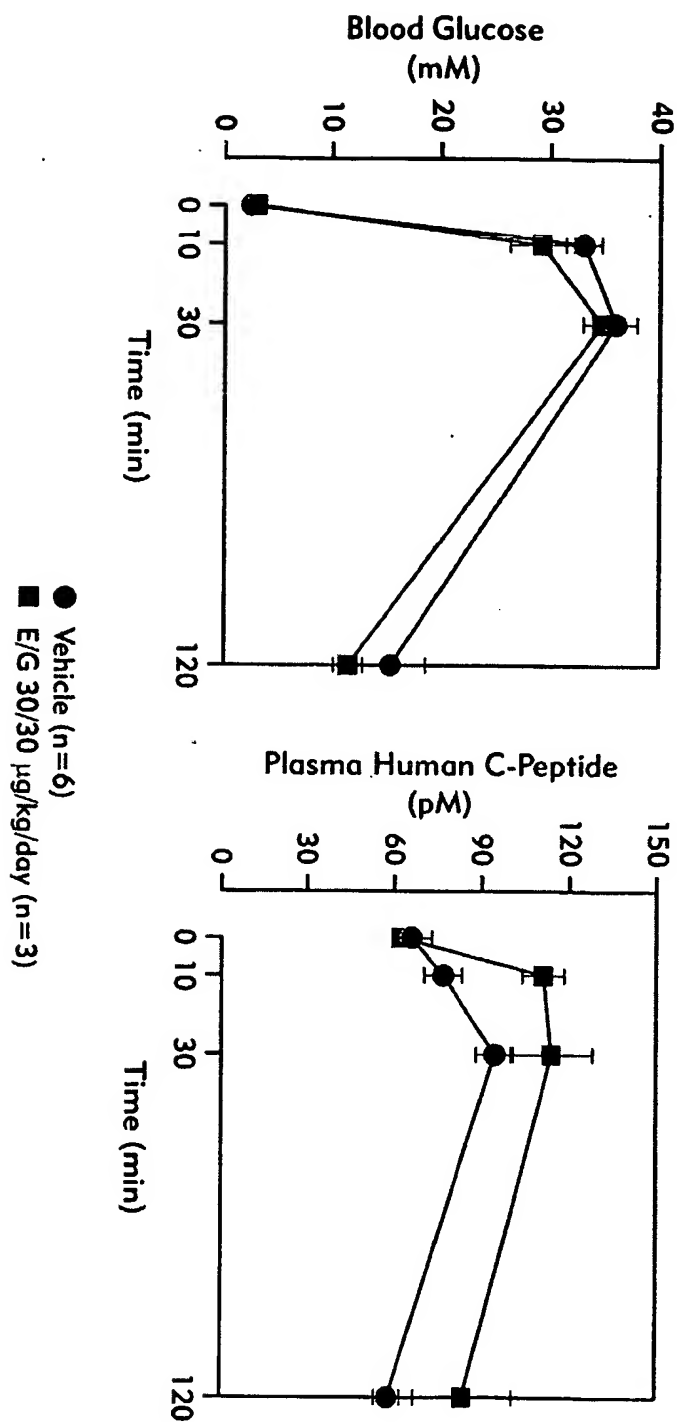 Blood Glucose
(mM)
40
30
20
10
0
0
10
30
120
Time (min)
Plasma Human C-Peptide
(pM)
150
120
90
60
30
0
0
10
30
120
Time (min)
● Vehicle (n=6)
■ E/G 30/30 µg/kg/day (n=3)